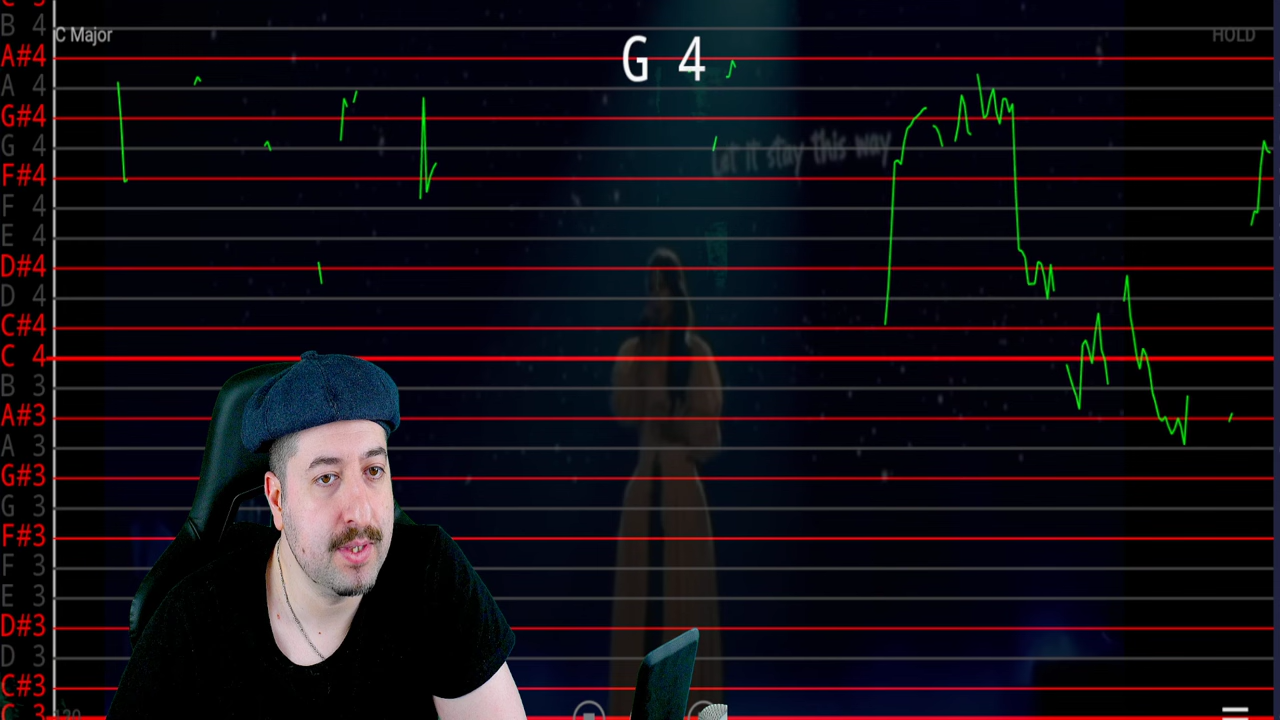 B 4
C Major
G 4
HOLD
A#4
A 4
G#4
G 4
Let it stay this way
F#4
F 4
E 4
D#4
D 4
C#4
C 4
B 3
A#3
A 3
G#3
G 3
F#3
F 3
E 3
D#3
D 3
C#3